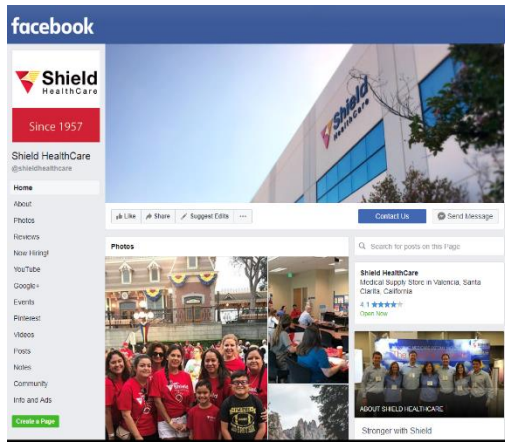 facebook
Shield
HealthCare
Since 1957
Shield HealthCare
@shieldhealthcare
Home
About
Photos
Reviews
Now Hiring!
YouTube
Google+
Events
Pinterest
Videos
Posts
Notes
Community
Info and Ads
Create a Page
Shield
HealthCare
Like Share Suggest Edits ...
Contact Us Send Message
Photos
Search for posts on this Page
Shield HealthCare
Medical Supply Store in Valencia, Santa
Clarita, California
4.1 ★★★★☆
Open Now
ABOUT SHIELD HEALTHCARE
Stronger with Shield